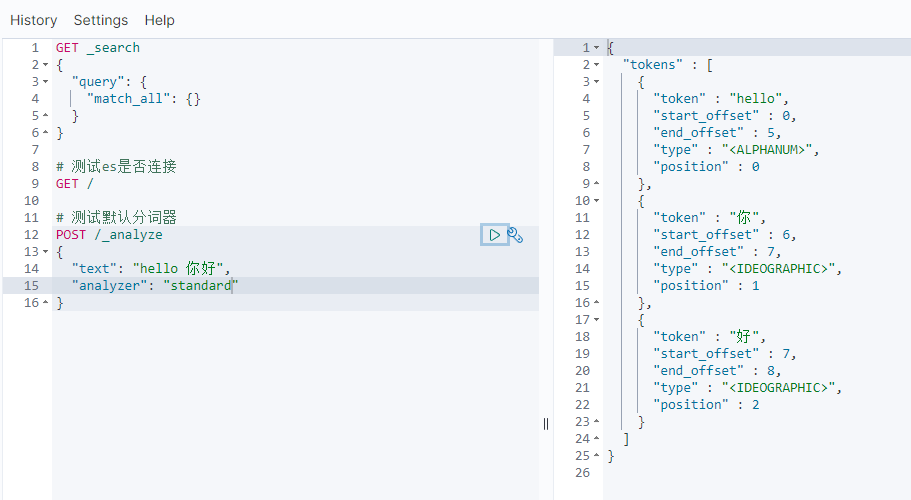 History Settings Help
1 GET _search
2 {
3 "query": {
4 "match_all": {}
5 }
6 }
7
8 # 测试es是否连接
9 GET /
10
11 # 测试默认分词器
12 POST /_analyze
13 {
14 "text": "hello 你好",
15 "analyzer": "standard"
16 }
1 {
2 "tokens" : [
3 {
4 "token" : "hello",
5 "start_offset" : 0,
6 "end_offset" : 5,
7 "type" : "<ALPHANUM>",
8 "position" : 0
9 },
10 {
11 "token" : "你",
12 "start_offset" : 6,
13 "end_offset" : 7,
14 "type" : "<IDEOGRAPHIC>",
15 "position" : 1
16 },
17 {
18 "token" : "好",
19 "start_offset" : 7,
20 "end_offset" : 8,
21 "type" : "<IDEOGRAPHIC>",
22 "position" : 2
23 }
24 ]
25 }
26